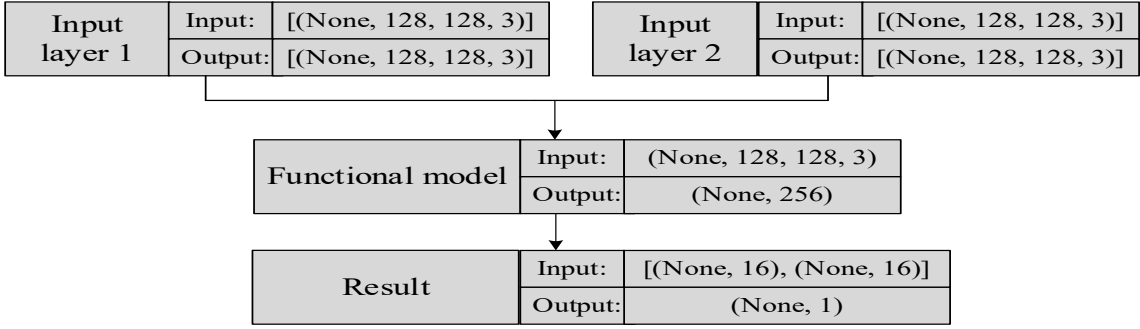 Input layer 1
Input: [(None, 128, 128, 3)]
Output: [(None, 128, 128, 3)]
Input layer 2
Input: [(None, 128, 128, 3)]
Output: [(None, 128, 128, 3)]
Functional model
Input: (None, 128, 128, 3)
Output: (None, 256)
Result
Input: [(None, 16), (None, 16)]
Output: (None, 1)